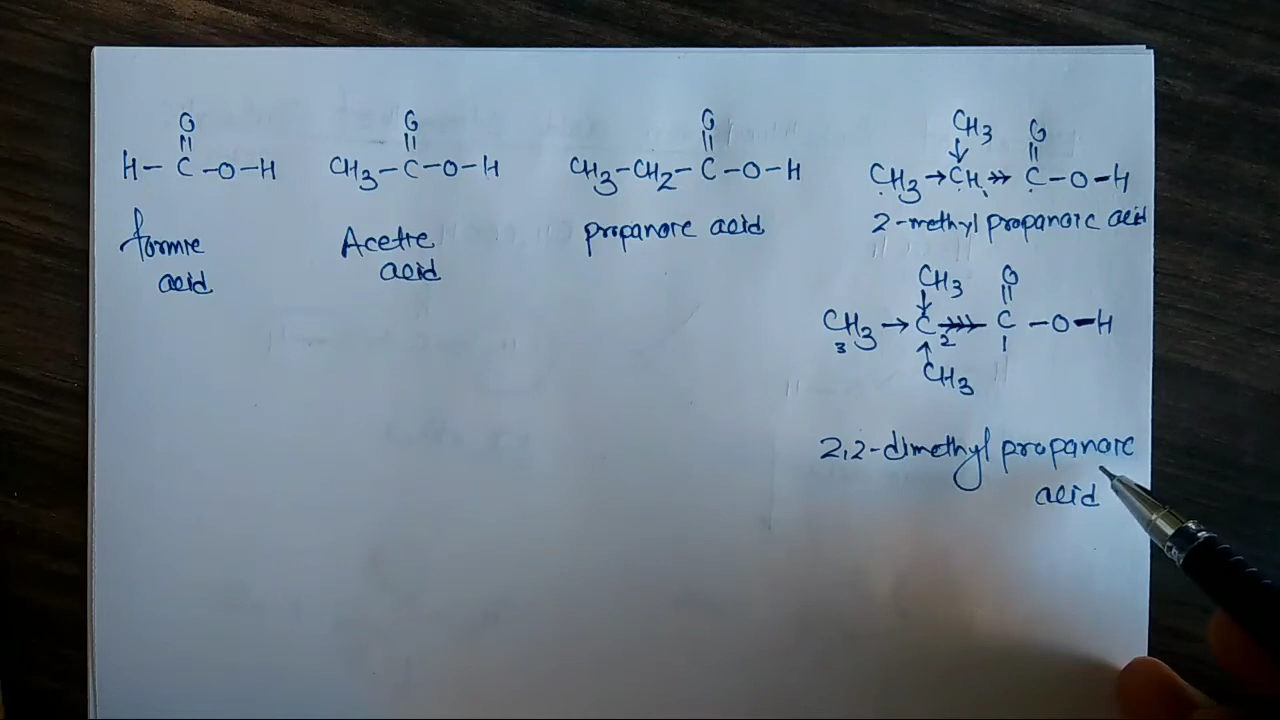 O O O CH3 O
H-C-O-H CH3-C-O-H CH3-CH2-C-O-H CH3→CH→→C-O-H
formic Acetic propanoic acid 2-methyl propanoic acid
acid acid
CH3 O
CH3→C→→→C-O-H
3 2 1
CH3
2,2-dimethyl propanoic
acid